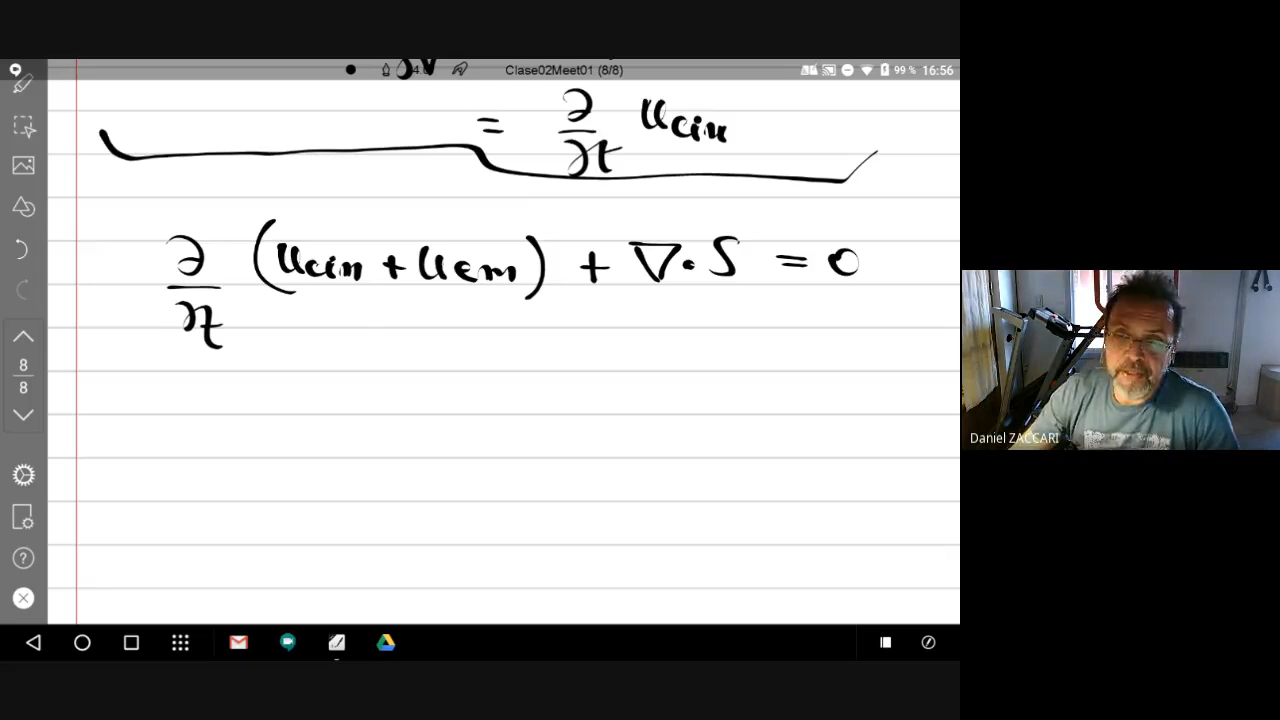 Clase02Meet01 (8/8) 99 % 16:56
= ∂/∂t u_cin
∂/∂t (u_cin + u_em) + ∇·S = 0
8
8
Daniel ZACCARI